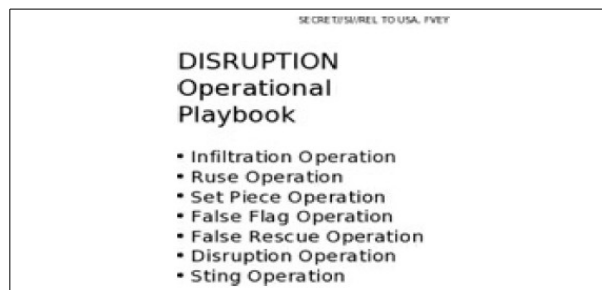 SECRET//SI//REL TO USA, FVEY
DISRUPTION
Operational
Playbook
• Infiltration Operation
• Ruse Operation
• Set Piece Operation
• False Flag Operation
• False Rescue Operation
• Disruption Operation
• Sting Operation